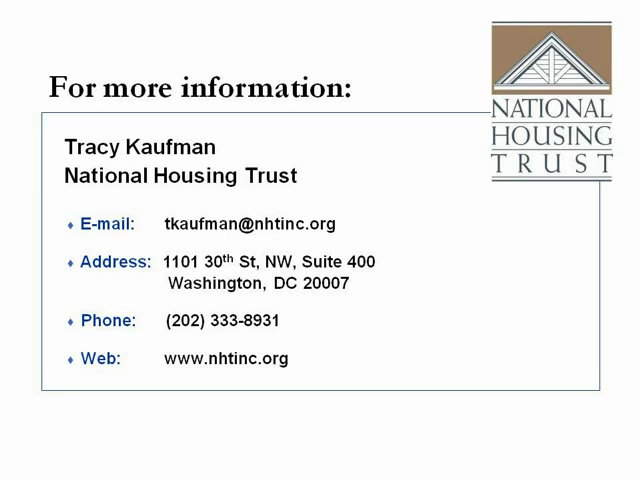 For more information:
NATIONAL
HOUSING
TRUST
Tracy Kaufman
National Housing Trust
♦ E-mail: tkaufman@nhtinc.org
♦ Address: 1101 30th St, NW, Suite 400
Washington, DC 20007
♦ Phone: (202) 333-8931
♦ Web: www.nhtinc.org